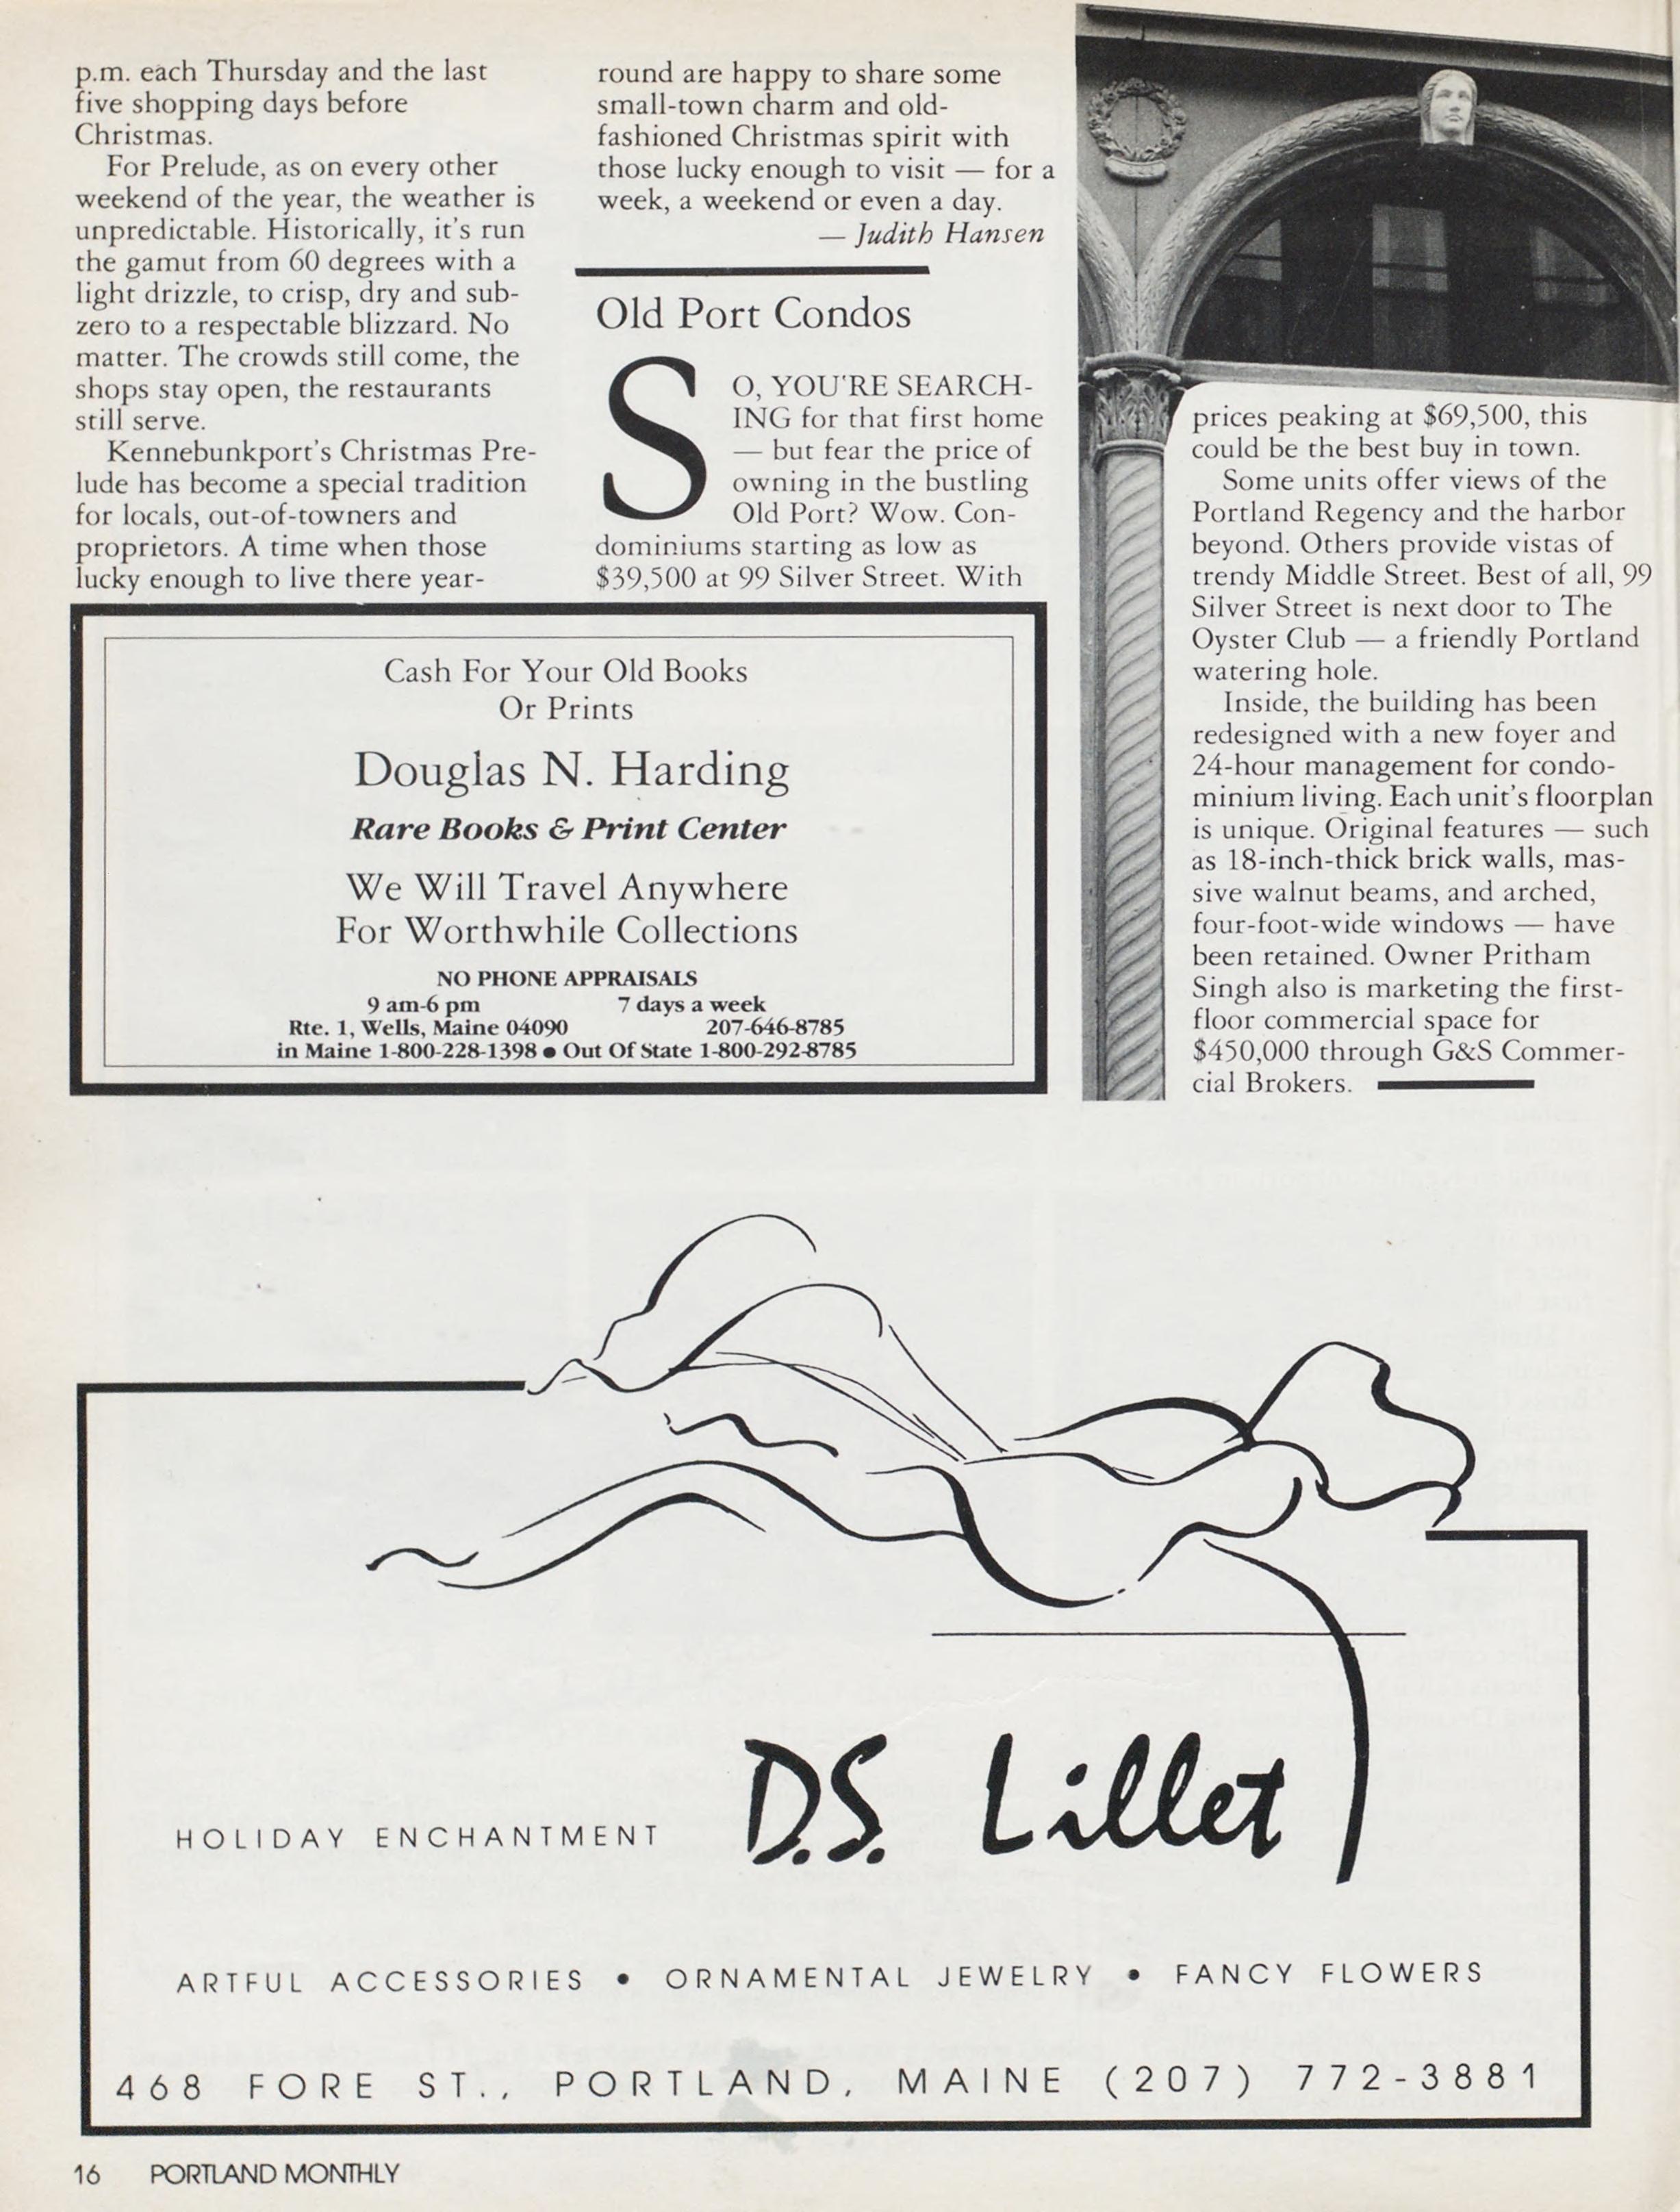 p.m. each Thursday and the last
five shopping days before
Christmas.
For Prelude, as on every other
weekend of the year, the weather is
unpredictable. Historically, it's run
the gamut from 60 degrees with a
light drizzle, to crisp, dry and sub-
zero to a respectable blizzard. No
matter. The crowds still come, the
shops stay open, the restaurants
still serve.
Kennebunkport's Christmas Pre-
lude has become a special tradition
for locals, out-of-towners and
proprietors. A time when those
lucky enough to live there year-
round are happy to share some
small-town charm and old-
fashioned Christmas spirit with
those lucky enough to visit — for a
week, a weekend or even a day.
— Judith Hansen
Old Port Condos
SO, YOU'RE SEARCH-
ING for that first home
— but fear the price of
owning in the bustling
Old Port? Wow. Con-
dominiums starting as low as
$39,500 at 99 Silver Street. With
prices peaking at $69,500, this
could be the best buy in town.
Some units offer views of the
Portland Regency and the harbor
beyond. Others provide vistas of
trendy Middle Street. Best of all, 99
Silver Street is next door to The
Oyster Club — a friendly Portland
watering hole.
Inside, the building has been
redesigned with a new foyer and
24-hour management for condo-
minium living. Each unit's floorplan
is unique. Original features — such
as 18-inch-thick brick walls, mas-
sive walnut beams, and arched,
four-foot-wide windows — have
been retained. Owner Pritham
Singh also is marketing the first-
floor commercial space for
$450,000 through G&S Commer-
cial Brokers.
Cash For Your Old Books
Or Prints
Douglas N. Harding
Rare Books & Print Center
We Will Travel Anywhere
For Worthwhile Collections
NO PHONE APPRAISALS
9 am-6 pm 7 days a week
Rte. 1, Wells, Maine 04090 207-646-8785
in Maine 1-800-228-1398 ● Out Of State 1-800-292-8785
HOLIDAY ENCHANTMENT D.S. Lillet
ARTFUL ACCESSORIES • ORNAMENTAL JEWELRY • FANCY FLOWERS
468 FORE ST., PORTLAND, MAINE (207) 772-3881
16 PORTLAND MONTHLY